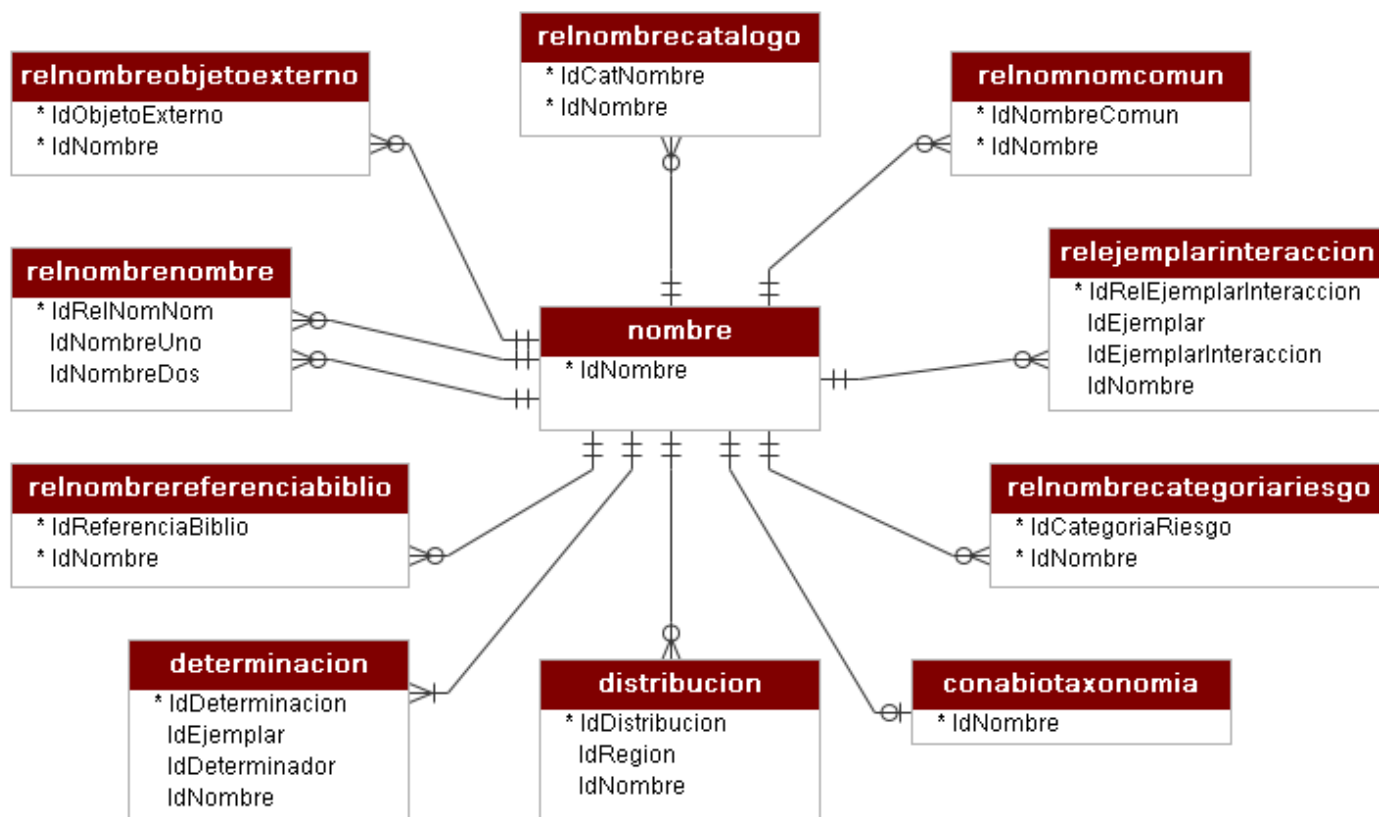 relnombreobjetoexterno
* IdObjetoExterno
* IdNombre
relnombrecatalogo
* IdCatNombre
* IdNombre
relnomnomcomun
* IdNombreComun
* IdNombre
relnombrenombre
* IdRelNomNom
IdNombreUno
IdNombreDos
nombre
* IdNombre
relejemplarinteraccion
* IdRelEjemplarInteraccion
IdEjemplar
IdEjemplarInteraccion
IdNombre
relnombrereferenciabiblio
* IdReferenciaBiblio
* IdNombre
relnombrecategoriariesgo
* IdCategoriaRiesgo
* IdNombre
determinacion
* IdDeterminacion
IdEjemplar
IdDeterminador
IdNombre
distribucion
* IdDistribucion
IdRegion
IdNombre
conabiotaxonomia
* IdNombre